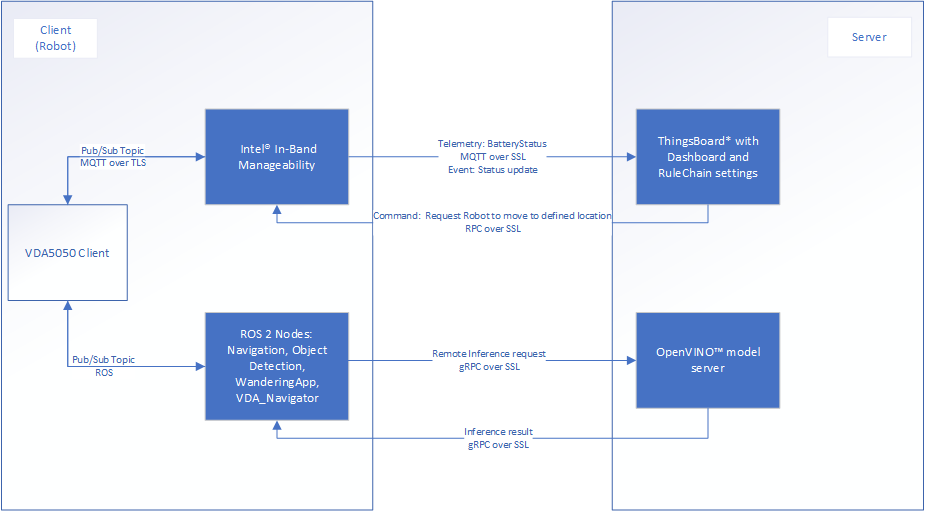 Client
(Robot)
Server
Intel® In-Band
Manageability
ThingsBoard* with
Dashboard and
RuleChain settings
Pub/Sub Topic
MQTT over TLS
Telemetry: BatteryStatus
MQTT over SSL
Event: Status update
Command: Request Robot to move to defined location
RPC over SSL
VDA5050 Client
ROS 2 Nodes:
Navigation, Object
Detection,
WanderingApp,
VDA_Navigator
OpenVINO™ model
server
Pub/Sub Topic
ROS
Remote Inference request
gRPC over SSL
Inference result
gRPC over SSL